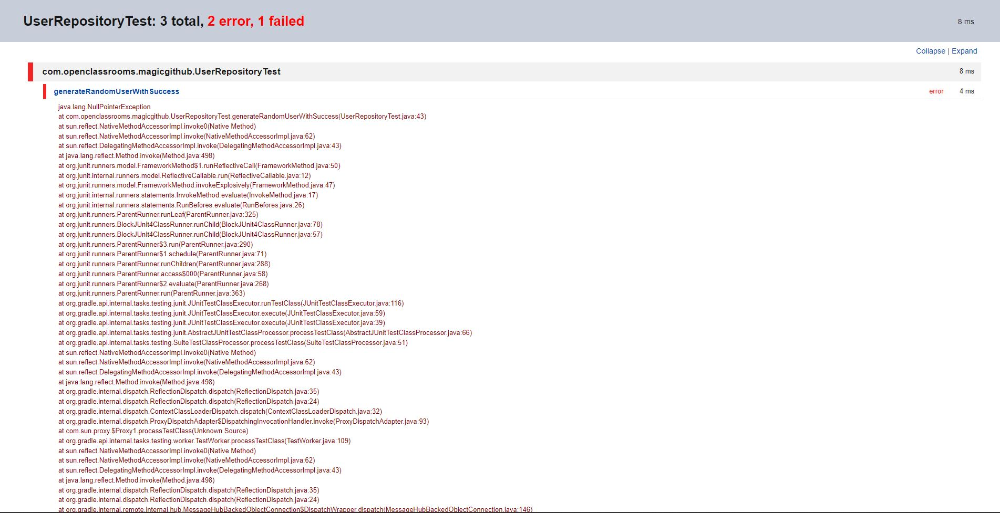 UserRepositoryTest: 3 total, 2 error, 1 failed
8 ms
Collapse | Expand
com.openclassrooms.magicgithub.UserRepositoryTest
8 ms
generateRandomUserWithSuccess
error
4 ms
java.lang.NullPointerException
at com.openclassrooms.magicgithub.UserRepositoryTest.generateRandomUserWithSuccess(UserRepositoryTest.java:43)
at sun.reflect.NativeMethodAccessorImpl.invoke0(Native Method)
at sun.reflect.NativeMethodAccessorImpl.invoke(NativeMethodAccessorImpl.java:62)
at sun.reflect.DelegatingMethodAccessorImpl.invoke(DelegatingMethodAccessorImpl.java:43)
at java.lang.reflect.Method.invoke(Method.java:498)
at org.junit.runners.model.FrameworkMethod$1.runReflectiveCall(FrameworkMethod.java:50)
at org.junit.internal.runners.model.ReflectiveCallable.run(ReflectiveCallable.java:12)
at org.junit.runners.model.FrameworkMethod.invokeExplosively(FrameworkMethod.java:47)
at org.junit.internal.runners.statements.InvokeMethod.evaluate(InvokeMethod.java:17)
at org.junit.internal.runners.statements.RunBefores.evaluate(RunBefores.java:26)
at org.junit.runners.ParentRunner.runLeaf(ParentRunner.java:325)
at org.junit.runners.BlockJUnit4ClassRunner.runChild(BlockJUnit4ClassRunner.java:78)
at org.junit.runners.BlockJUnit4ClassRunner.runChild(BlockJUnit4ClassRunner.java:57)
at org.junit.runners.ParentRunner$3.run(ParentRunner.java:290)
at org.junit.runners.ParentRunner$1.schedule(ParentRunner.java:71)
at org.junit.runners.ParentRunner.runChildren(ParentRunner.java:288)
at org.junit.runners.ParentRunner.access$000(ParentRunner.java:58)
at org.junit.runners.ParentRunner$2.evaluate(ParentRunner.java:268)
at org.junit.runners.ParentRunner.run(ParentRunner.java:363)
at org.gradle.api.internal.tasks.testing.junit.JUnitTestClassExecutor.runTestClass(JUnitTestClassExecutor.java:116)
at org.gradle.api.internal.tasks.testing.junit.JUnitTestClassExecutor.execute(JUnitTestClassExecutor.java:59)
at org.gradle.api.internal.tasks.testing.junit.JUnitTestClassExecutor.execute(JUnitTestClassExecutor.java:39)
at org.gradle.api.internal.tasks.testing.junit.AbstractJUnitTestClassProcessor.processTestClass(AbstractJUnitTestClassProcessor.java:66)
at org.gradle.api.internal.tasks.testing.SuiteTestClassProcessor.processTestClass(SuiteTestClassProcessor.java:51)
at sun.reflect.NativeMethodAccessorImpl.invoke0(Native Method)
at sun.reflect.NativeMethodAccessorImpl.invoke(NativeMethodAccessorImpl.java:62)
at sun.reflect.DelegatingMethodAccessorImpl.invoke(DelegatingMethodAccessorImpl.java:43)
at java.lang.reflect.Method.invoke(Method.java:498)
at org.gradle.internal.dispatch.ReflectionDispatch.dispatch(ReflectionDispatch.java:35)
at org.gradle.internal.dispatch.ReflectionDispatch.dispatch(ReflectionDispatch.java:24)
at org.gradle.internal.dispatch.ContextClassLoaderDispatch.dispatch(ContextClassLoaderDispatch.java:32)
at org.gradle.internal.dispatch.ProxyDispatchAdapter$DispatchingInvocationHandler.invoke(ProxyDispatchAdapter.java:93)
at com.sun.proxy.$Proxy1.processTestClass(Unknown Source)
at org.gradle.api.internal.tasks.testing.worker.TestWorker.processTestClass(TestWorker.java:109)
at sun.reflect.NativeMethodAccessorImpl.invoke0(Native Method)
at sun.reflect.NativeMethodAccessorImpl.invoke(NativeMethodAccessorImpl.java:62)
at sun.reflect.DelegatingMethodAccessorImpl.invoke(DelegatingMethodAccessorImpl.java:43)
at java.lang.reflect.Method.invoke(Method.java:498)
at org.gradle.internal.dispatch.ReflectionDispatch.dispatch(ReflectionDispatch.java:35)
at org.gradle.internal.dispatch.ReflectionDispatch.dispatch(ReflectionDispatch.java:24)
at org.gradle.internal.remote.internal.hub.MessageHubBackedObjectConnection$DispatchWrapper.dispatch(MessageHubBackedObjectConnection.java:146)